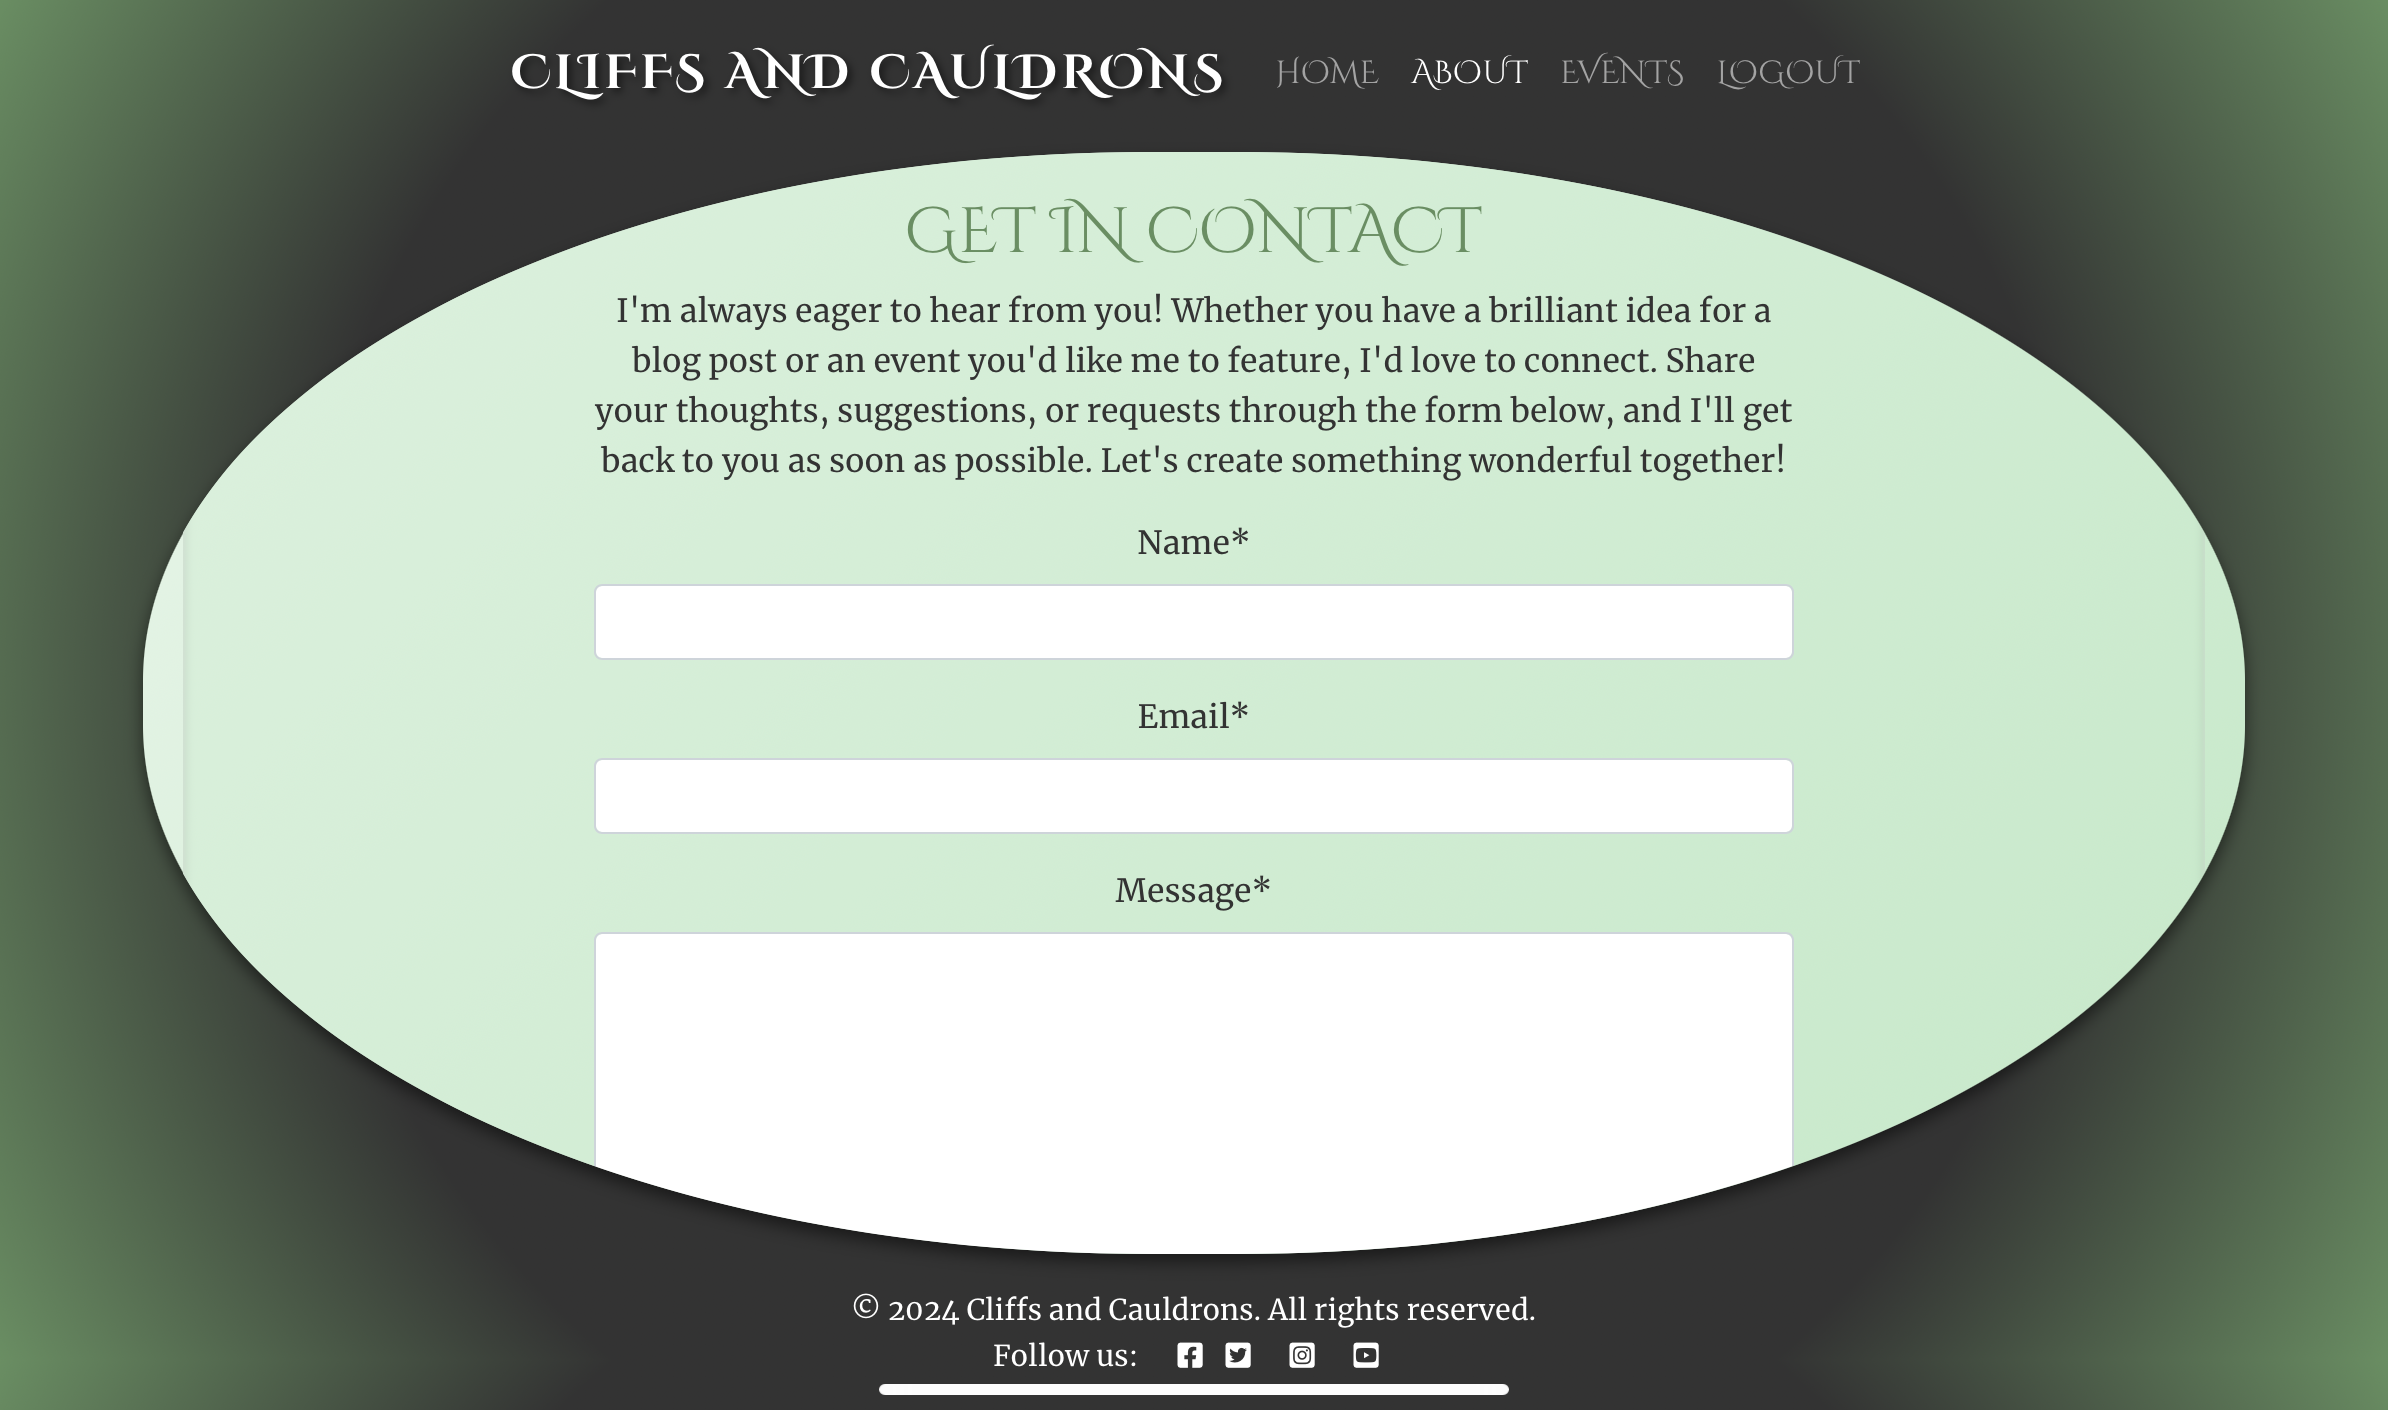 CLIFFS AND CAULDRONS HOME ABOUT EVENTS LOGOUT
GET IN CONTACT
I'm always eager to hear from you! Whether you have a brilliant idea for a
blog post or an event you'd like me to feature, I'd love to connect. Share
your thoughts, suggestions, or requests through the form below, and I'll get
back to you as soon as possible. Let's create something wonderful together!
Name*
Email*
Message*
© 2024 Cliffs and Cauldrons. All rights reserved.
Follow us: